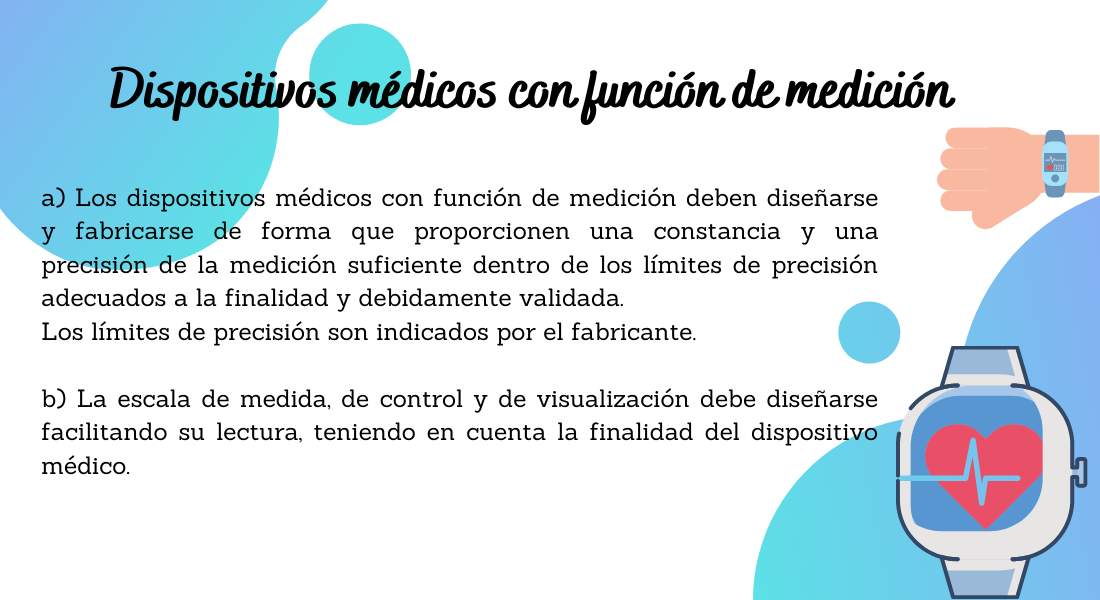 Dispositivos médicos con función de medición
a) Los dispositivos médicos con función de medición deben diseñarse
y fabricarse de forma que proporcionen una constancia y una
precisión de la medición suficiente dentro de los límites de precisión
adecuados a la finalidad y debidamente validada.
Los límites de precisión son indicados por el fabricante.
b) La escala de medida, de control y de visualización debe diseñarse
facilitando su lectura, teniendo en cuenta la finalidad del dispositivo
médico.